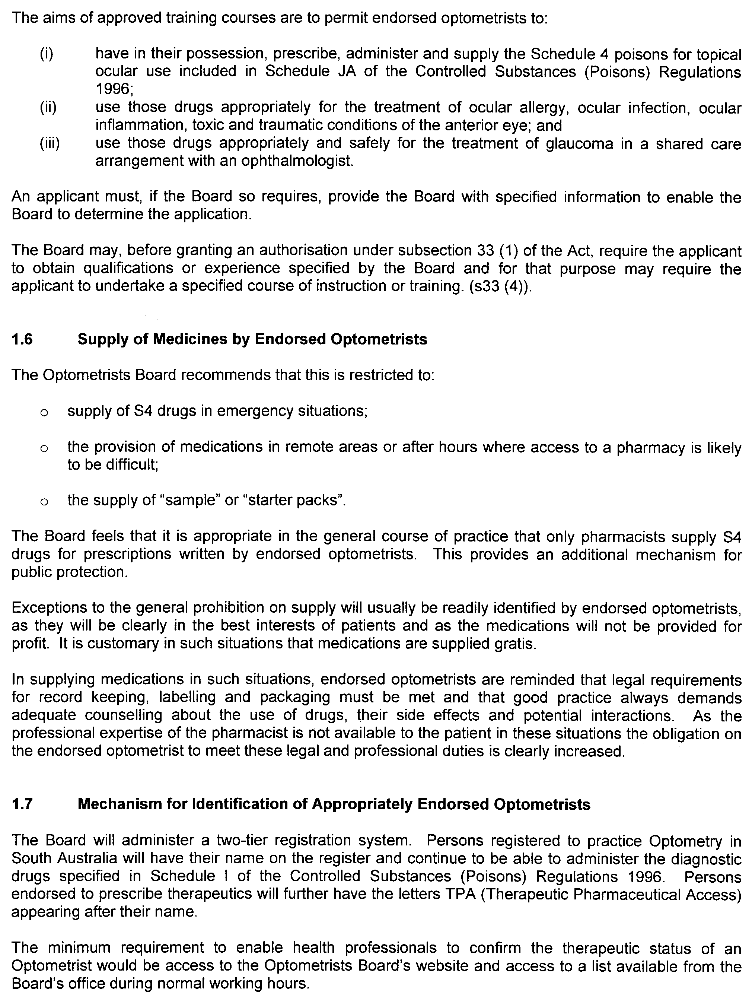 The aims of approved training courses are to permit endorsed optometrists to:
(i) have in their possession, prescribe, administer and supply the Schedule 4 poisons for topical
ocular use included in Schedule JA of the Controlled Substances (Poisons) Regulations
1996;
(ii) use those drugs appropriately for the treatment of ocular allergy, ocular infection, ocular
inflammation, toxic and traumatic conditions of the anterior eye; and
(iii) use those drugs appropriately and safely for the treatment of glaucoma in a shared care
arrangement with an ophthalmologist.
An applicant must, if the Board so requires, provide the Board with specified information to enable the
Board to determine the application.
The Board may, before granting an authorisation under subsection 33 (1) of the Act, require the applicant
to obtain qualifications or experience specified by the Board and for that purpose may require the
applicant to undertake a specified course of instruction or training. (s33 (4)).
1.6 Supply of Medicines by Endorsed Optometrists
The Optometrists Board recommends that this is restricted to:
o supply of S4 drugs in emergency situations;
o the provision of medications in remote areas or after hours where access to a pharmacy is likely
to be difficult;
o the supply of “sample” or “starter packs”.
The Board feels that it is appropriate in the general course of practice that only pharmacists supply S4
drugs for prescriptions written by endorsed optometrists. This provides an additional mechanism for
public protection.
Exceptions to the general prohibition on supply will usually be readily identified by endorsed optometrists,
as they will be clearly in the best interests of patients and as the medications will not be provided for
profit. It is customary in such situations that medications are supplied gratis.
In supplying medications in such situations, endorsed optometrists are reminded that legal requirements
for record keeping, labelling and packaging must be met and that good practice always demands
adequate counselling about the use of drugs, their side effects and potential interactions. As the
professional expertise of the pharmacist is not available to the patient in these situations the obligation on
the endorsed optometrist to meet these legal and professional duties is clearly increased.
1.7 Mechanism for Identification of Appropriately Endorsed Optometrists
The Board will administer a two-tier registration system. Persons registered to practice Optometry in
South Australia will have their name on the register and continue to be able to administer the diagnostic
drugs specified in Schedule I of the Controlled Substances (Poisons) Regulations 1996. Persons
endorsed to prescribe therapeutics will further have the letters TPA (Therapeutic Pharmaceutical Access)
appearing after their name.
The minimum requirement to enable health professionals to confirm the therapeutic status of an
Optometrist would be access to the Optometrists Board’s website and access to a list available from the
Board’s office during normal working hours.